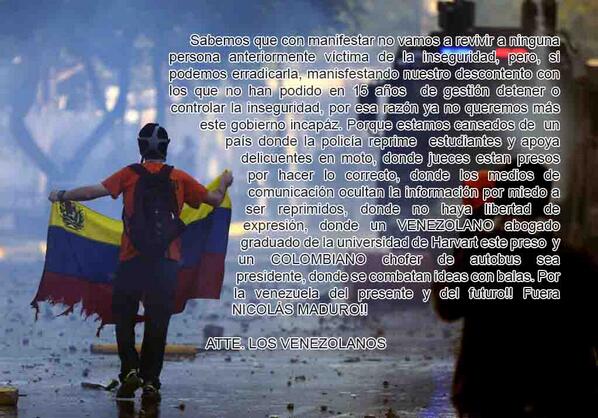 Sabemos que con manifestar no vamos a revivir a ninguna
persona anteriormente victima de la inseguridad, pero, si
podemos erradicarla, manisfestando nuestro descontento con
los que no han podido en 15 años de gestión detener o
controlar la inseguridad, por esa razón ya no queremos más
este gobierno incapáz. Porque estamos cansados de un
país donde la policía reprime estudiantes y apoya
delicuentes en moto, donde jueces estan presos
por hacer lo correcto, donde los medios de
comunicación ocultan la información por miedo a
ser reprimidos, donde no haya libertad de
expresión, donde un VENEZOLANO abogado
graduado de la universidad de Harvart este preso y
un COLOMBIANO chofer de autobus sea
presidente, donde se combatan ideas con balas. Por
la venezuela del presente y del futuro!! Fuera
NICOLÁS MADURO!!
ATTE. LOS VENEZOLANOS